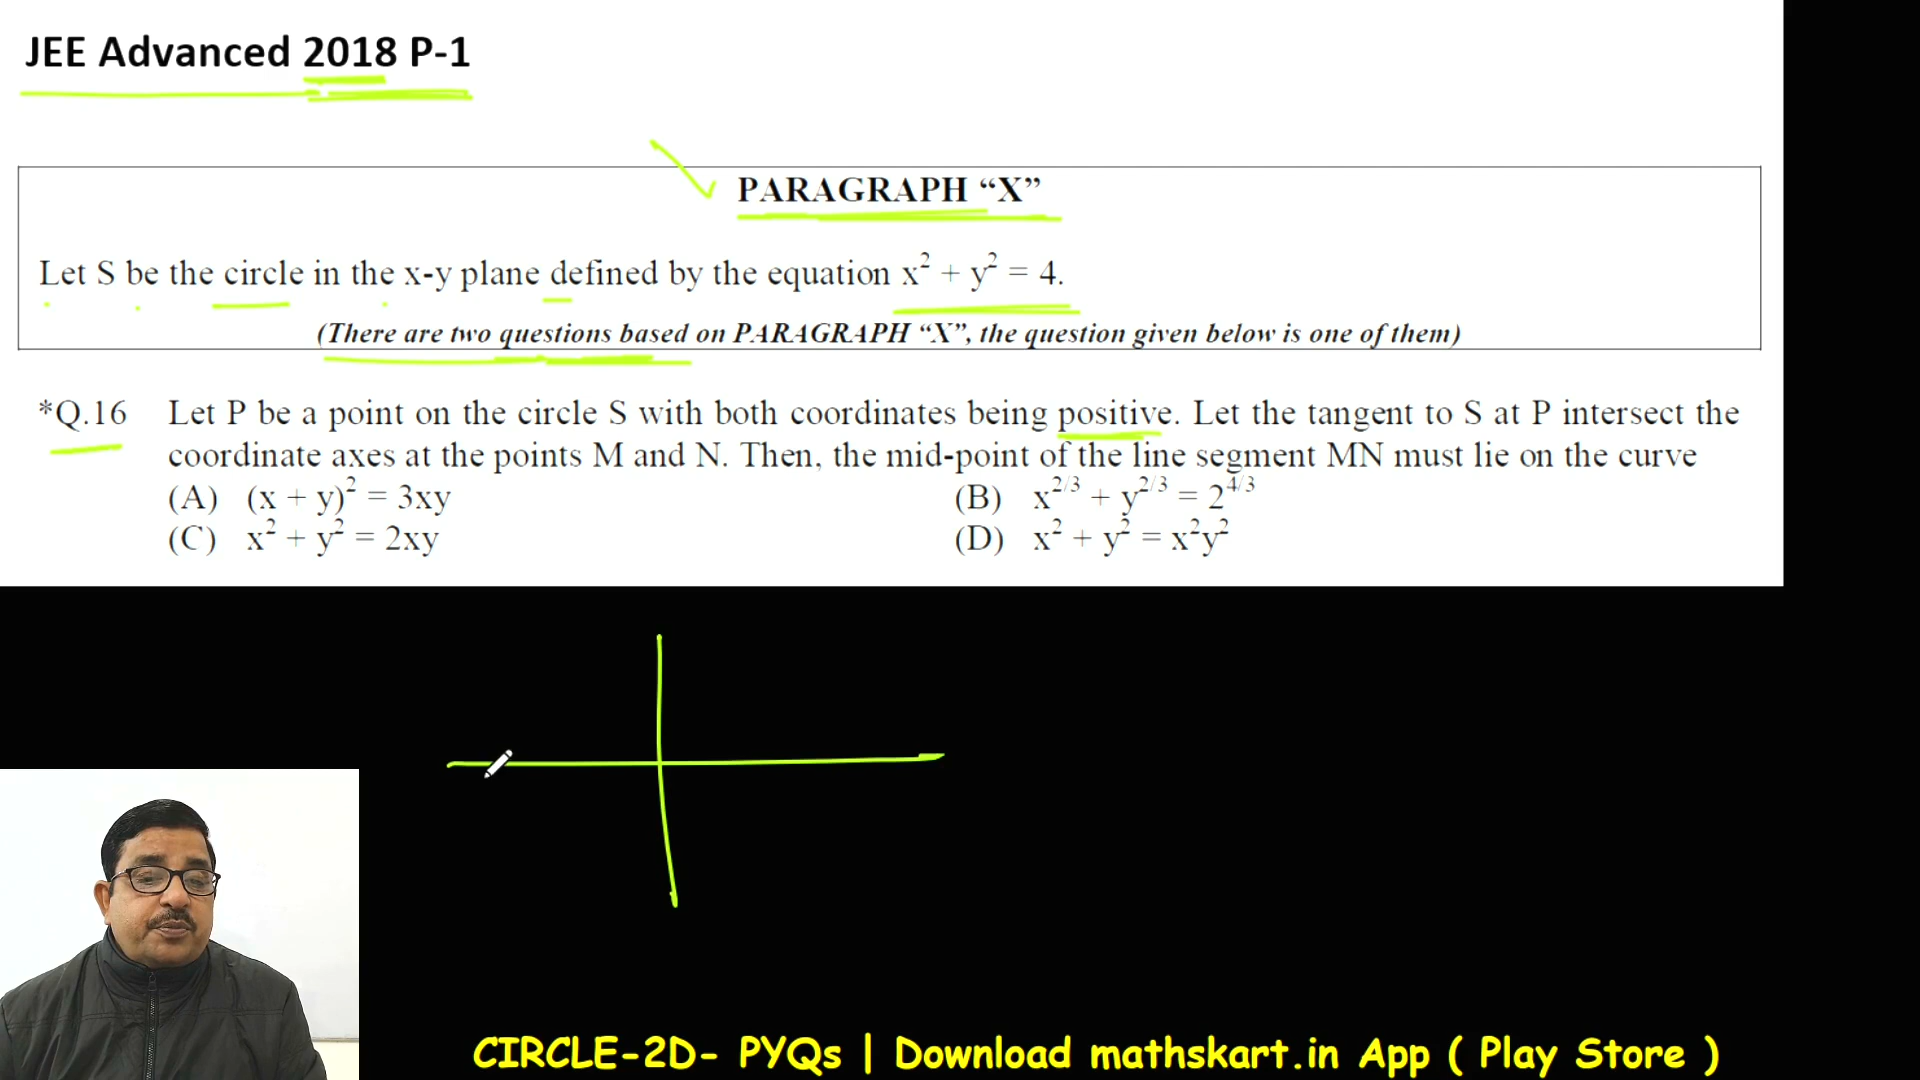 JEE Advanced 2018 P-1
PARAGRAPH “X”
Let S be the circle in the x-y plane defined by the equation x² + y² = 4.
(There are two questions based on PARAGRAPH “X”, the question given below is one of them)
*Q.16 Let P be a point on the circle S with both coordinates being positive. Let the tangent to S at P intersect the
coordinate axes at the points M and N. Then, the mid-point of the line segment MN must lie on the curve
(A) (x + y)² = 3xy (B) x^{2/3} + y^{2/3} = 2^{4/3}
(C) x² + y² = 2xy (D) x² + y² = x²y²
CIRCLE-2D- PYQs | Download mathskart.in App ( Play Store )